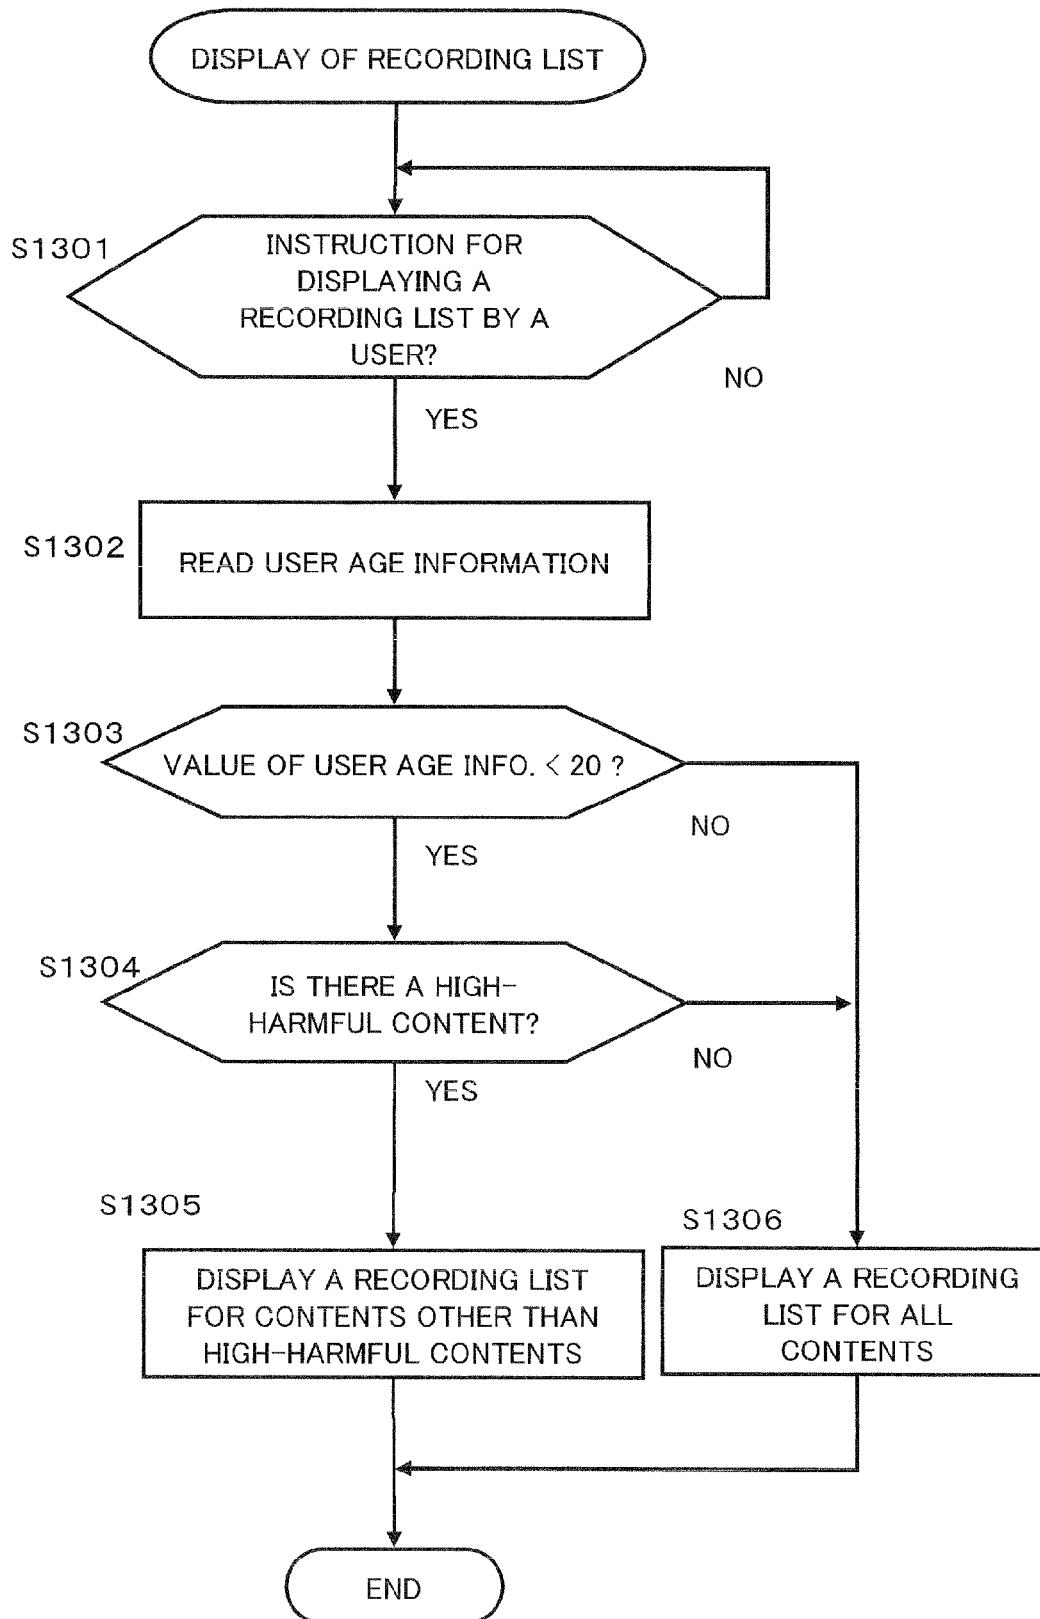 DISPLAY OF RECORDING LIST
S1301
INSTRUCTION FOR
DISPLAYING A
RECORDING LIST BY A
USER?
NO
YES
S1302
READ USER AGE INFORMATION
S1303
VALUE OF USER AGE INFO. < 20 ?
NO
YES
S1304
IS THERE A HIGH-
HARMFUL CONTENT?
NO
YES
S1305
DISPLAY A RECORDING LIST
FOR CONTENTS OTHER THAN
HIGH-HARMFUL CONTENTS
S1306
DISPLAY A RECORDING
LIST FOR ALL
CONTENTS
END